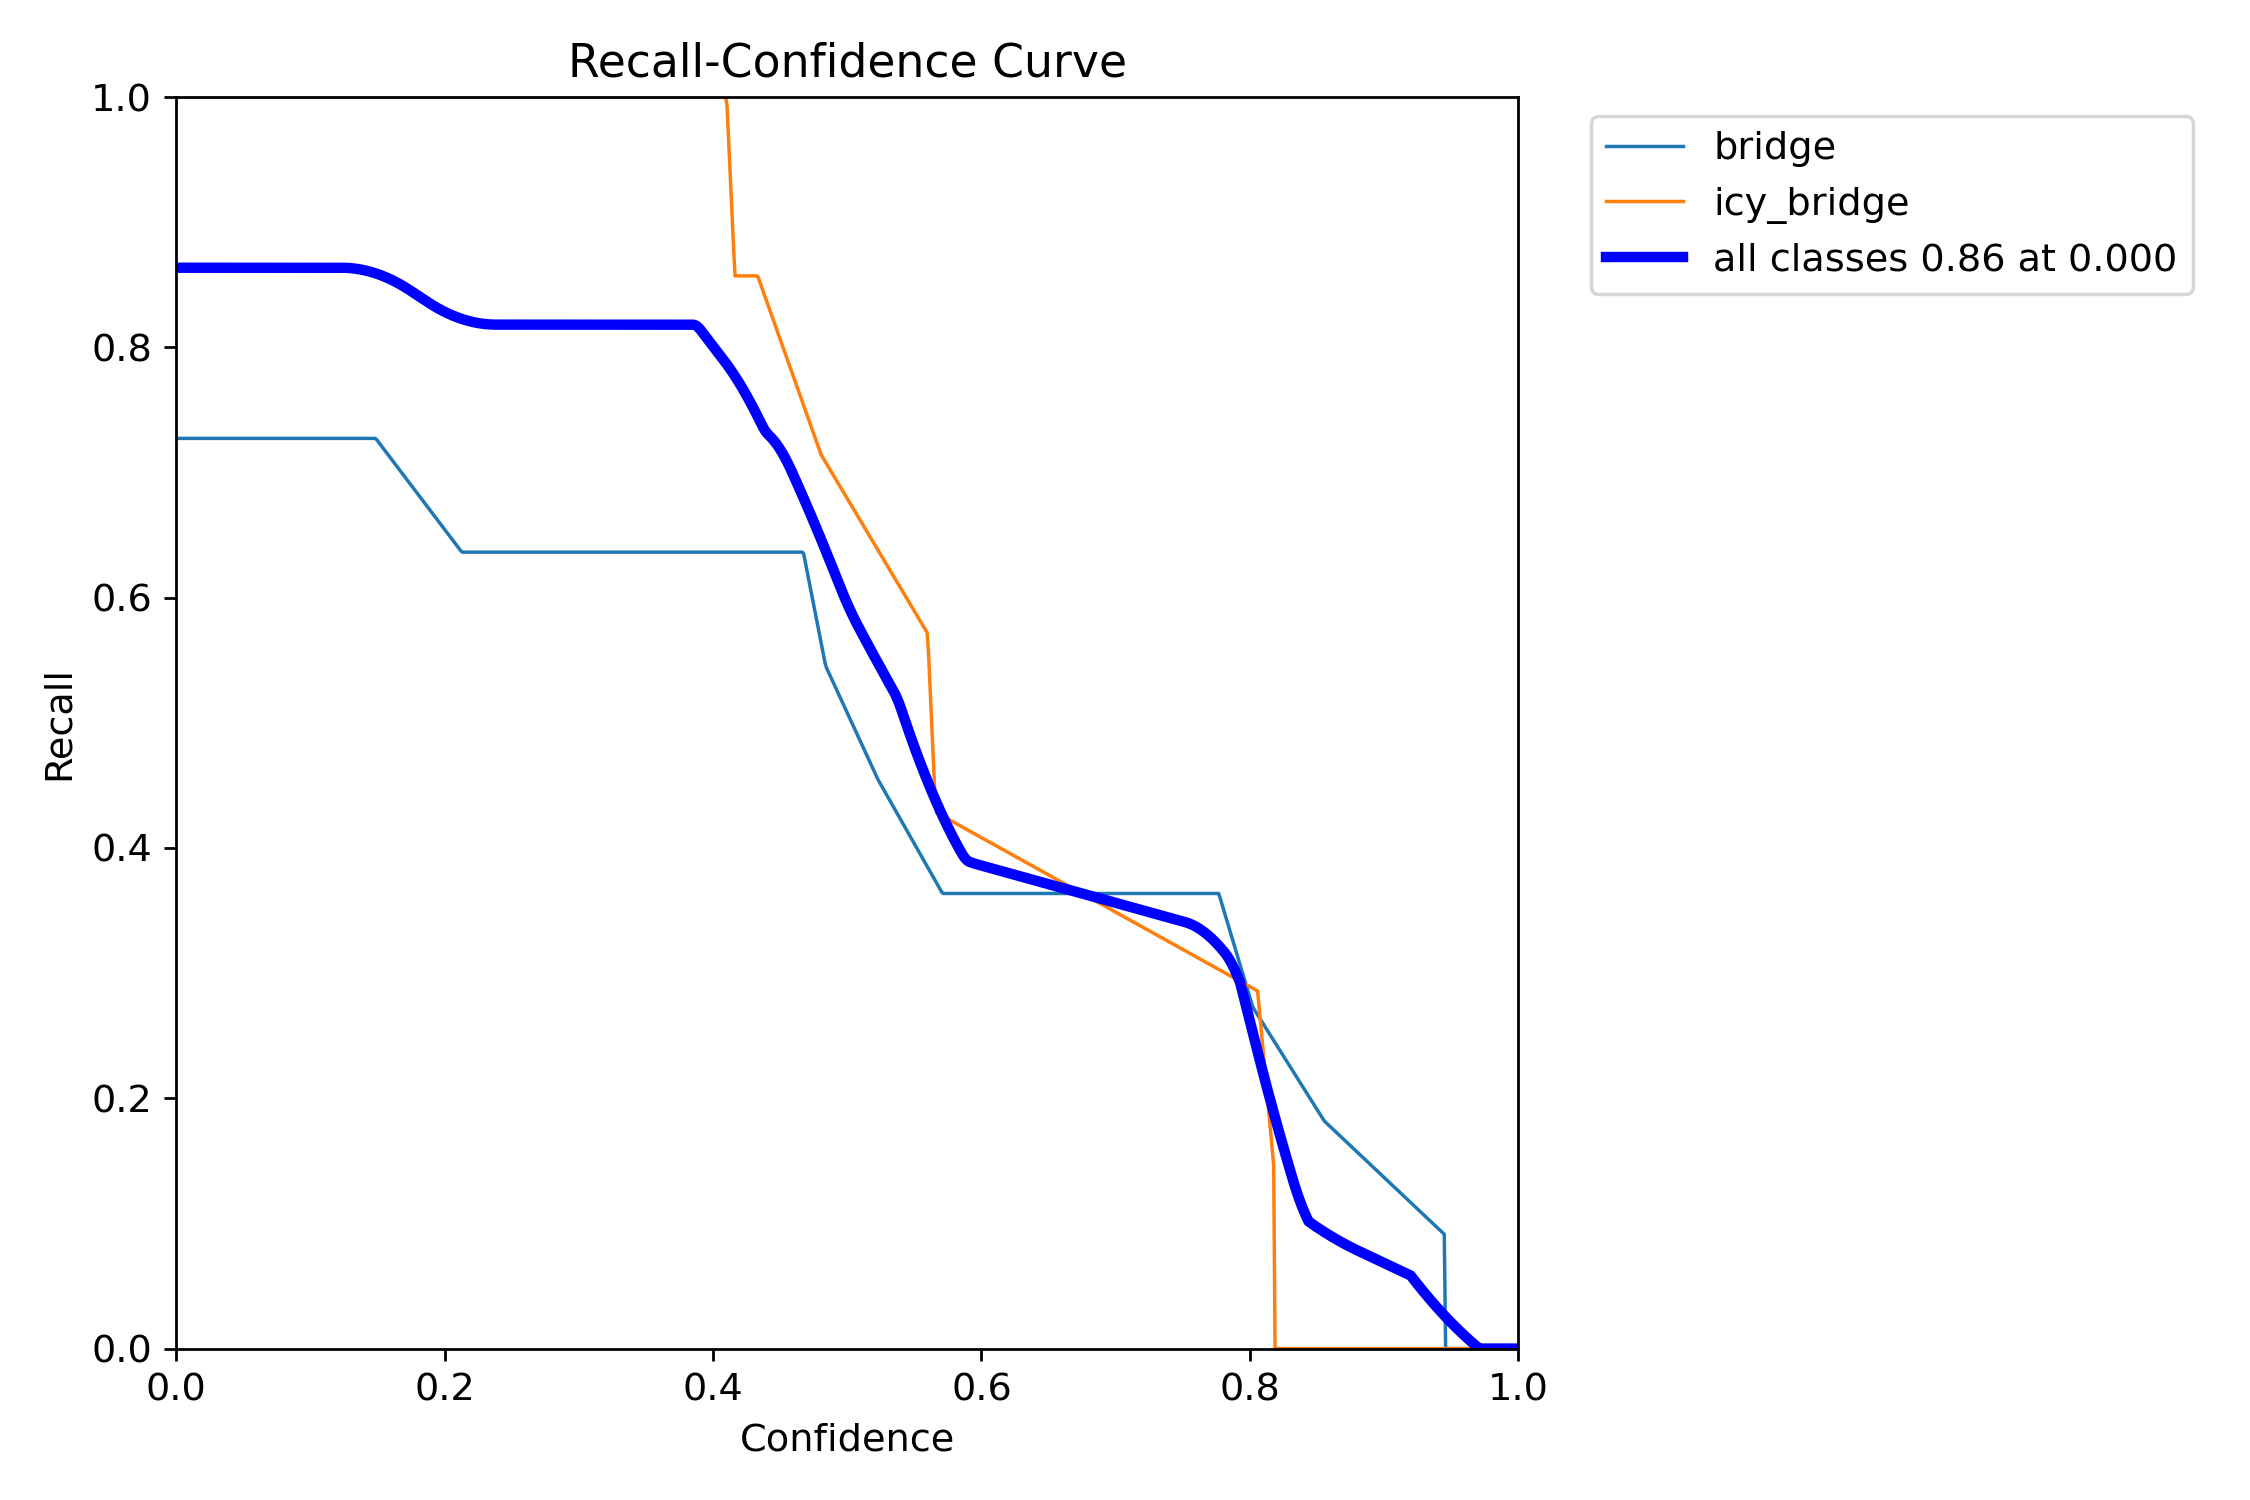 Recall-Confidence Curve
1.0
0.8
0.6
0.4
0.2
0.0
Recall
0.0 0.2 0.4 0.6 0.8 1.0
Confidence
bridge
icy_bridge
all classes 0.86 at 0.000